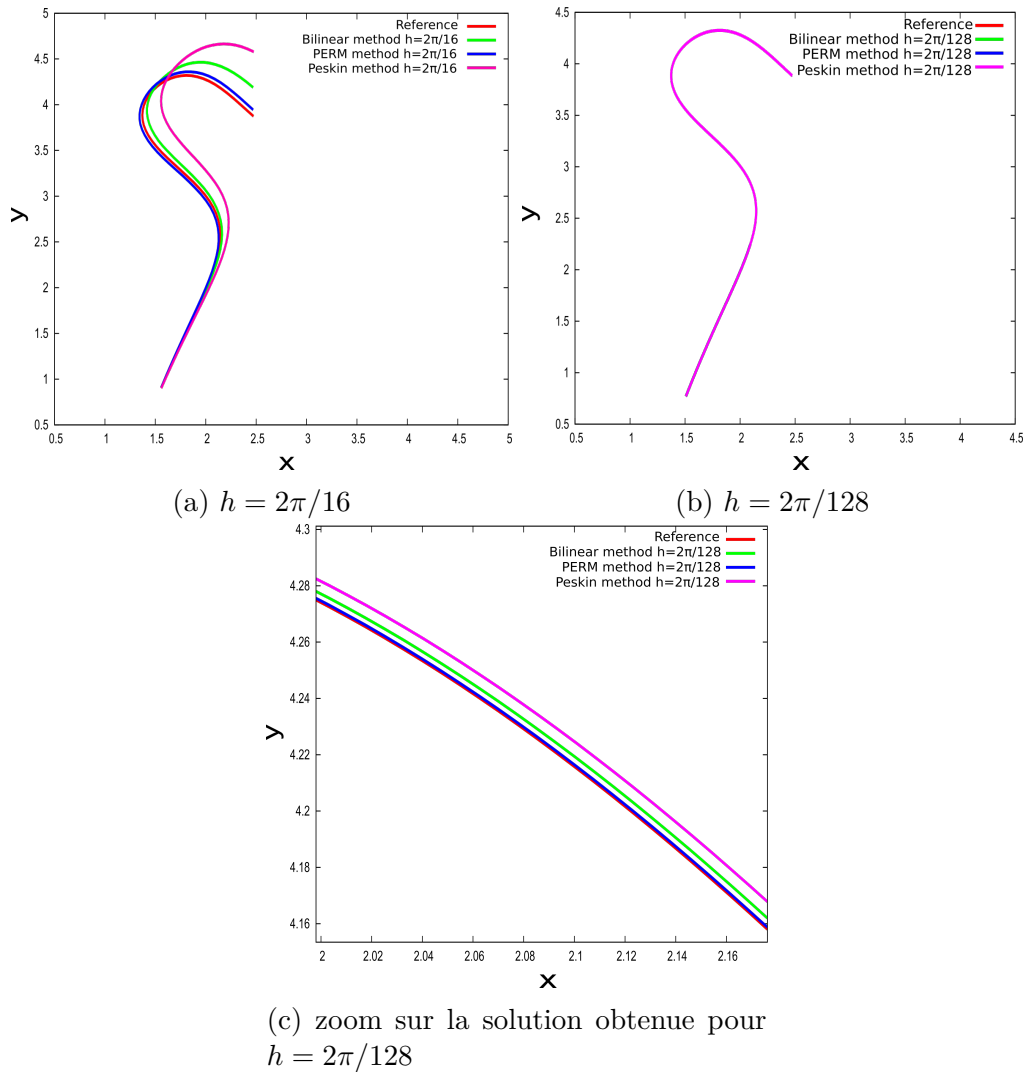 Reference
Bilinear method h=2π/16
PERM method h=2π/16
Peskin method h=2π/16
5
4.5
4
3.5
3
2.5
2
1.5
1
0.5
y
0.5 1 1.5 2 2.5 3 3.5 4 4.5 5
x
(a) h = 2π/16
Reference
Bilinear method h=2π/128
PERM method h=2π/128
Peskin method h=2π/128
4.5
4
3.5
3
2.5
2
1.5
1
0.5
y
0.5 1 1.5 2 2.5 3 3.5 4 4.5
x
(b) h = 2π/128
Reference
Bilinear method h=2π/128
PERM method h=2π/128
Peskin method h=2π/128
4.3
4.28
4.26
4.24
4.22
4.2
4.18
4.16
y
2 2.02 2.04 2.06 2.08 2.1 2.12 2.14 2.16
x
(c) zoom sur la solution obtenue pour
h = 2π/128